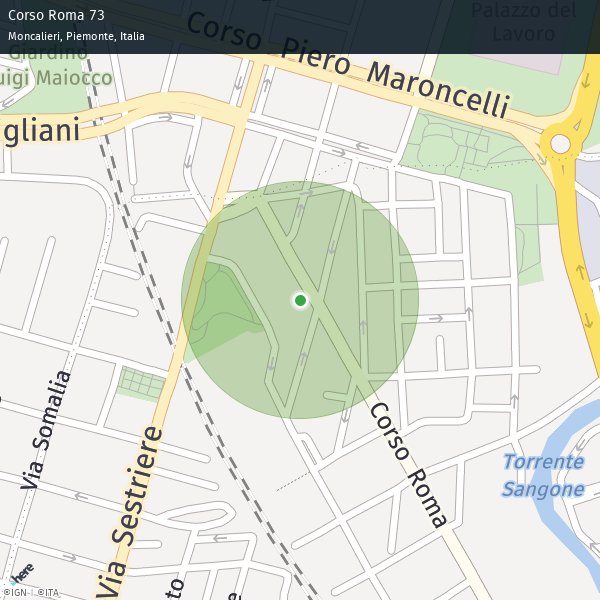 Corso Roma 73
Moncalieri, Piemonte, Italia
Palazzo del
Lavoro
Giardino
uigi Maiocco
Corso Piero Maroncelli
gliani
Via Somalia
Via Sestriere
Corso Roma
Torrente
Sangone
here
to
©IGN | ©ITA